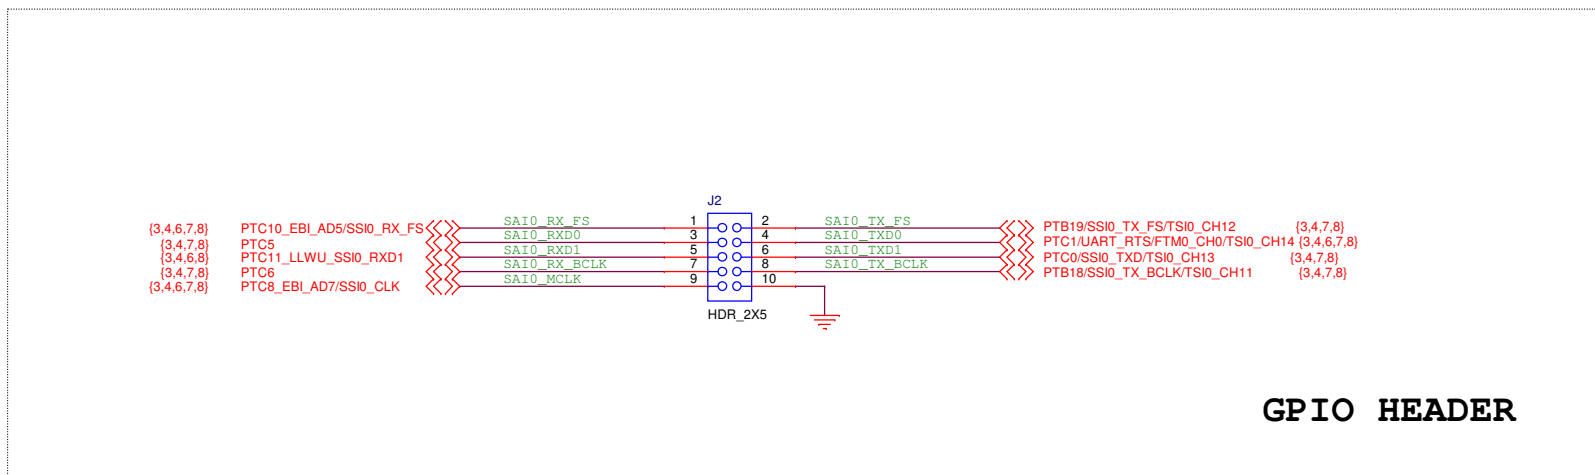 J2
{3,4,6,7,8} PTC10_EBI_AD5/SSI0_RX_FS SAI0_RX_FS 1 2 SAI0_TX_FS PTB19/SSI0_TX_FS/TSI0_CH12 {3,4,7,8}
{3,4,7,8} PTC5 SAI0_RXD0 3 4 SAI0_TXD0 PTC1/UART_RTS/FTM0_CH0/TSI0_CH14 {3,4,6,7,8}
{3,4,6,8} PTC11_LLWU_SSI0_RXD1 SAI0_RXD1 5 6 SAI0_TXD1 PTC0/SSI0_TXD/TSI0_CH13 {3,4,7,8}
{3,4,7,8} PTC6 SAI0_RX_BCLK 7 8 SAI0_TX_BCLK PTB18/SSI0_TX_BCLK/TSI0_CH11 {3,4,7,8}
{3,4,6,7,8} PTC8_EBI_AD7/SSI0_CLK SAI0_MCLK 9 10
HDR_2X5
GPIO HEADER